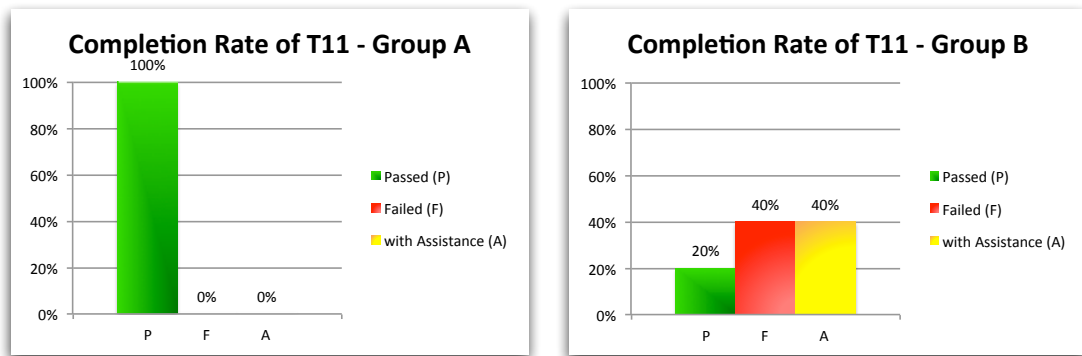 Completion Rate of T11 - Group A
100%
100%
80%
60%
40%
20%
0%
0%
0%
P
F
A
Passed (P)
Failed (F)
with Assistance (A)
Completion Rate of T11 - Group B
100%
80%
60%
40%
20%
0%
20%
40%
40%
P
F
A
Passed (P)
Failed (F)
with Assistance (A)